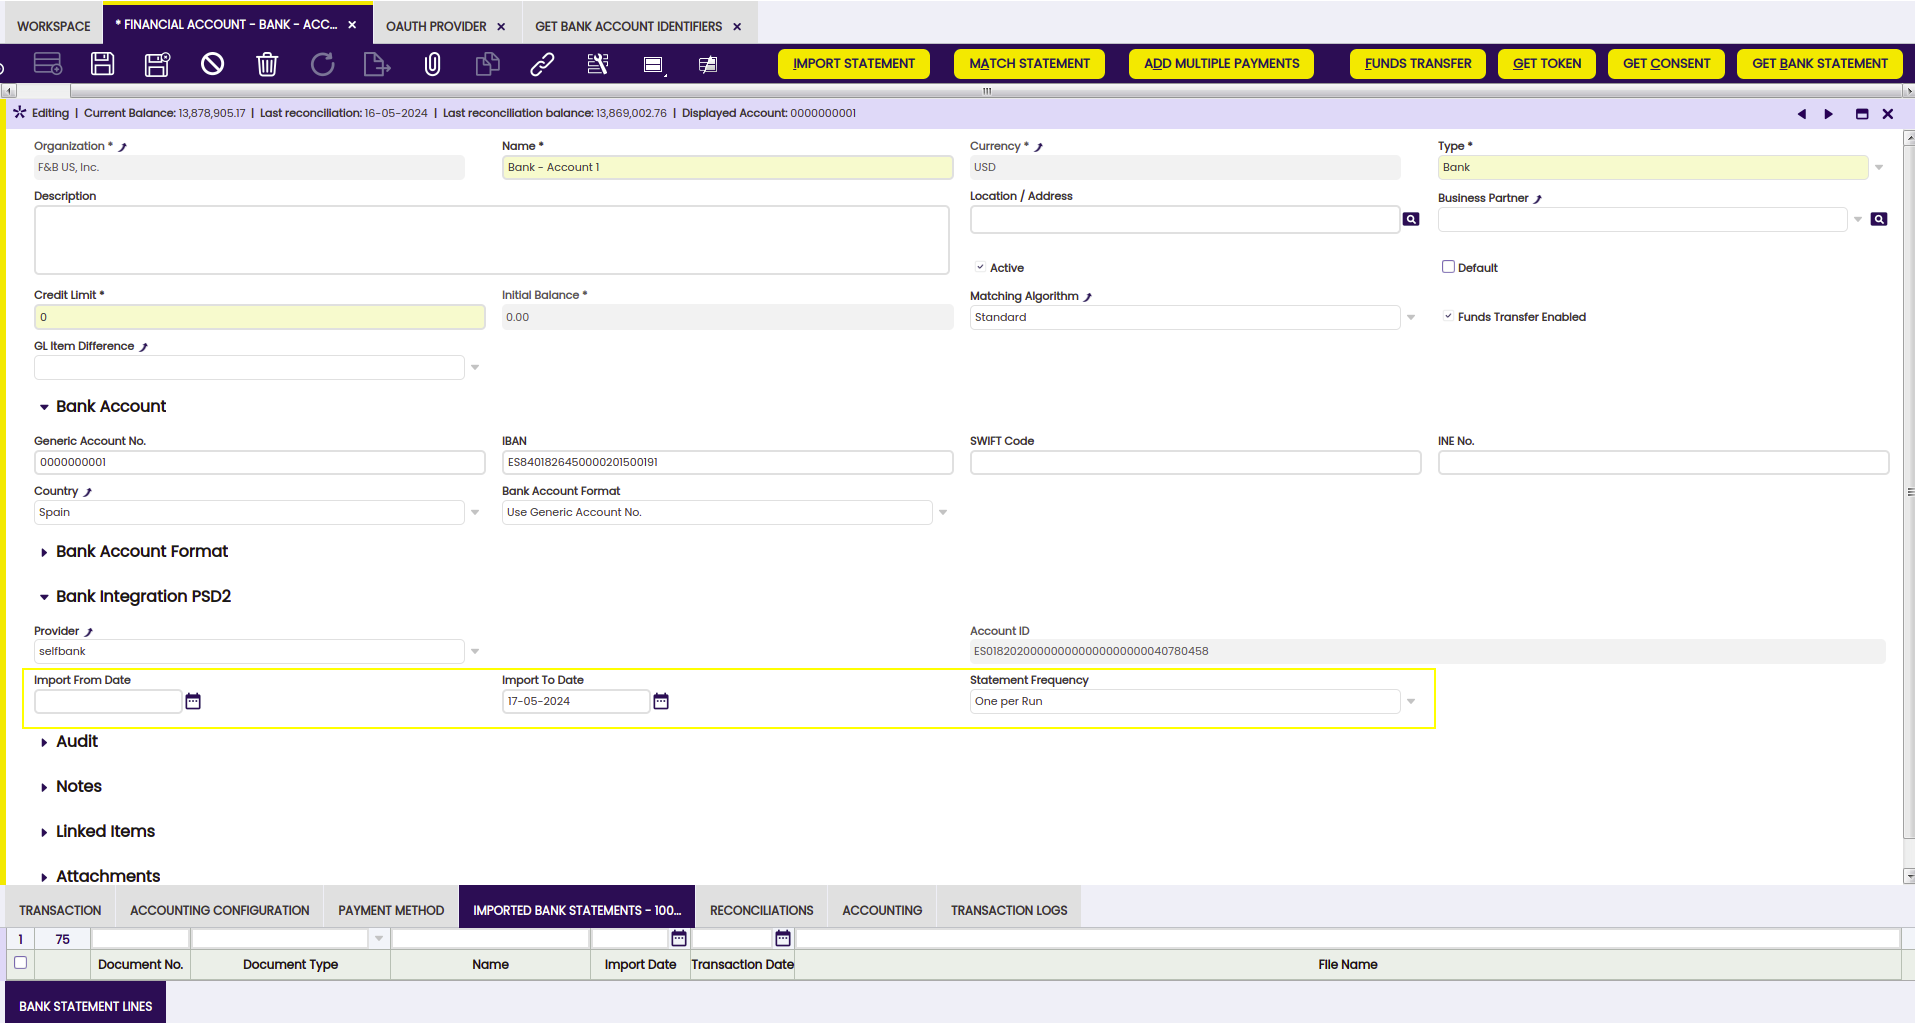 WORKSPACE
* FINANCIAL ACCOUNT - BANK - ACC...
OAUTH PROVIDER
GET BANK ACCOUNT IDENTIFIERS
IMPORT STATEMENT
MATCH STATEMENT
ADD MULTIPLE PAYMENTS
FUNDS TRANSFER
GET TOKEN
GET CONSENT
GET BANK STATEMENT
Editing | Current Balance: 13,878,905.17 | Last reconciliation: 16-05-2024 | Last reconciliation balance: 13,869,002.76 | Displayed Account: 0000000001
Organization *
Name *
Currency *
Type *
F&B US, Inc.
Bank - Account 1
USD
Bank
Description
Location / Address
Business Partner
Active
Default
Credit Limit *
Initial Balance *
Matching Algorithm
0
0.00
Standard
Funds Transfer Enabled
GL Item Difference
Bank Account
Generic Account No.
IBAN
SWIFT Code
INE No.
0000000001
ES8401826450000201500191
Country
Bank Account Format
Spain
Use Generic Account No.
Bank Account Format
Bank Integration PSD2
Provider
Account ID
selfbank
Import From Date
Import To Date
Statement Frequency
17-05-2024
One per Run
Audit
Notes
Linked Items
Attachments
TRANSACTION
ACCOUNTING CONFIGURATION
PAYMENT METHOD
IMPORTED BANK STATEMENTS - 100...
RECONCILIATIONS
ACCOUNTING
TRANSACTION LOGS
1
75
Document No.
Document Type
Name
Import Date
Transaction Date
File Name
BANK STATEMENT LINES